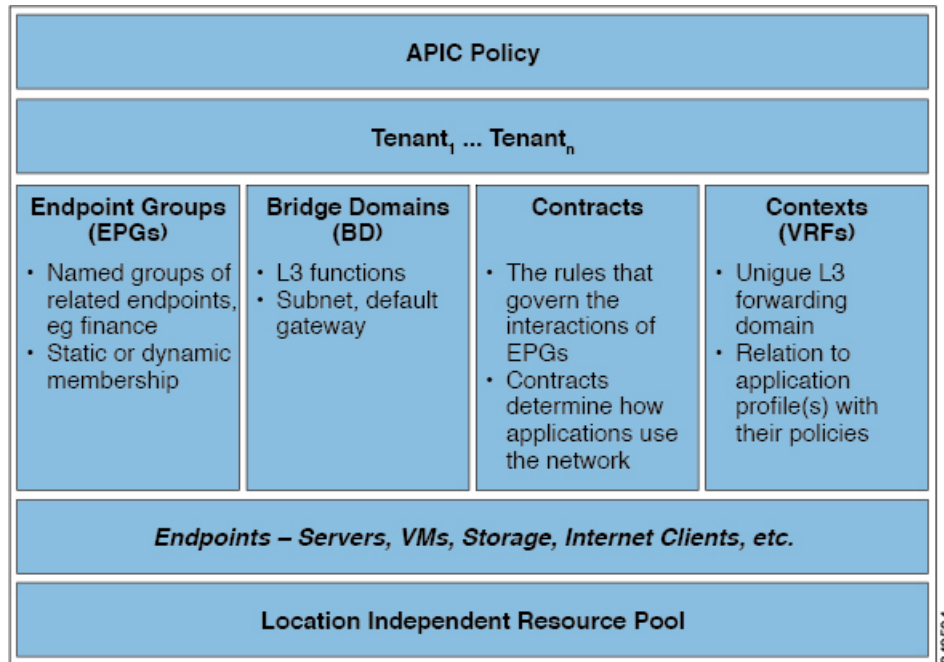 APIC Policy
Tenant1 ... Tenantn
Endpoint Groups
(EPGs)
• Named groups of
related endpoints,
eg finance
• Static or dynamic
membership
Bridge Domains
(BD)
• L3 functions
• Subnet, default
gateway
Contracts
• The rules that
govern the
interactions of
EPGs
• Contracts
determine how
applications use
the network
Contexts
(VRFs)
• Unigue L3
forwarding
domain
• Relation to
application
profile(s) with
their policies
Endpoints – Servers, VMs, Storage, Internet Clients, etc.
Location Independent Resource Pool